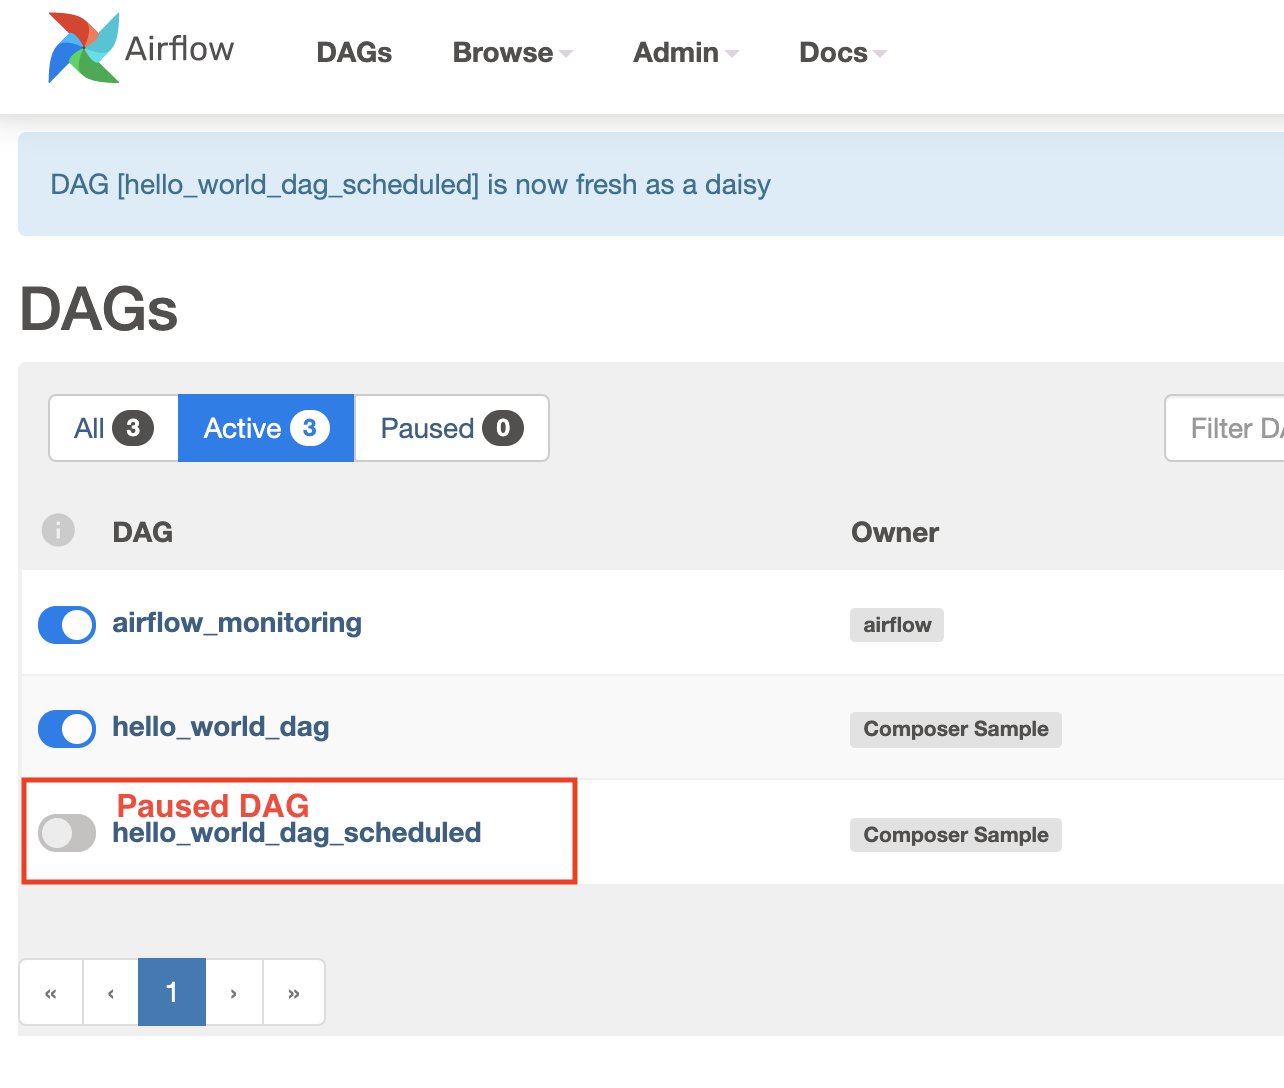 Airflow DAGs Browse Admin Docs
DAG [hello_world_dag_scheduled] is now fresh as a daisy
DAGs
All 3 Active 3 Paused 0 Filter DA
i DAG Owner
airflow_monitoring airflow
hello_world_dag Composer Sample
Paused DAG
hello_world_dag_scheduled Composer Sample
« ‹ 1 › »